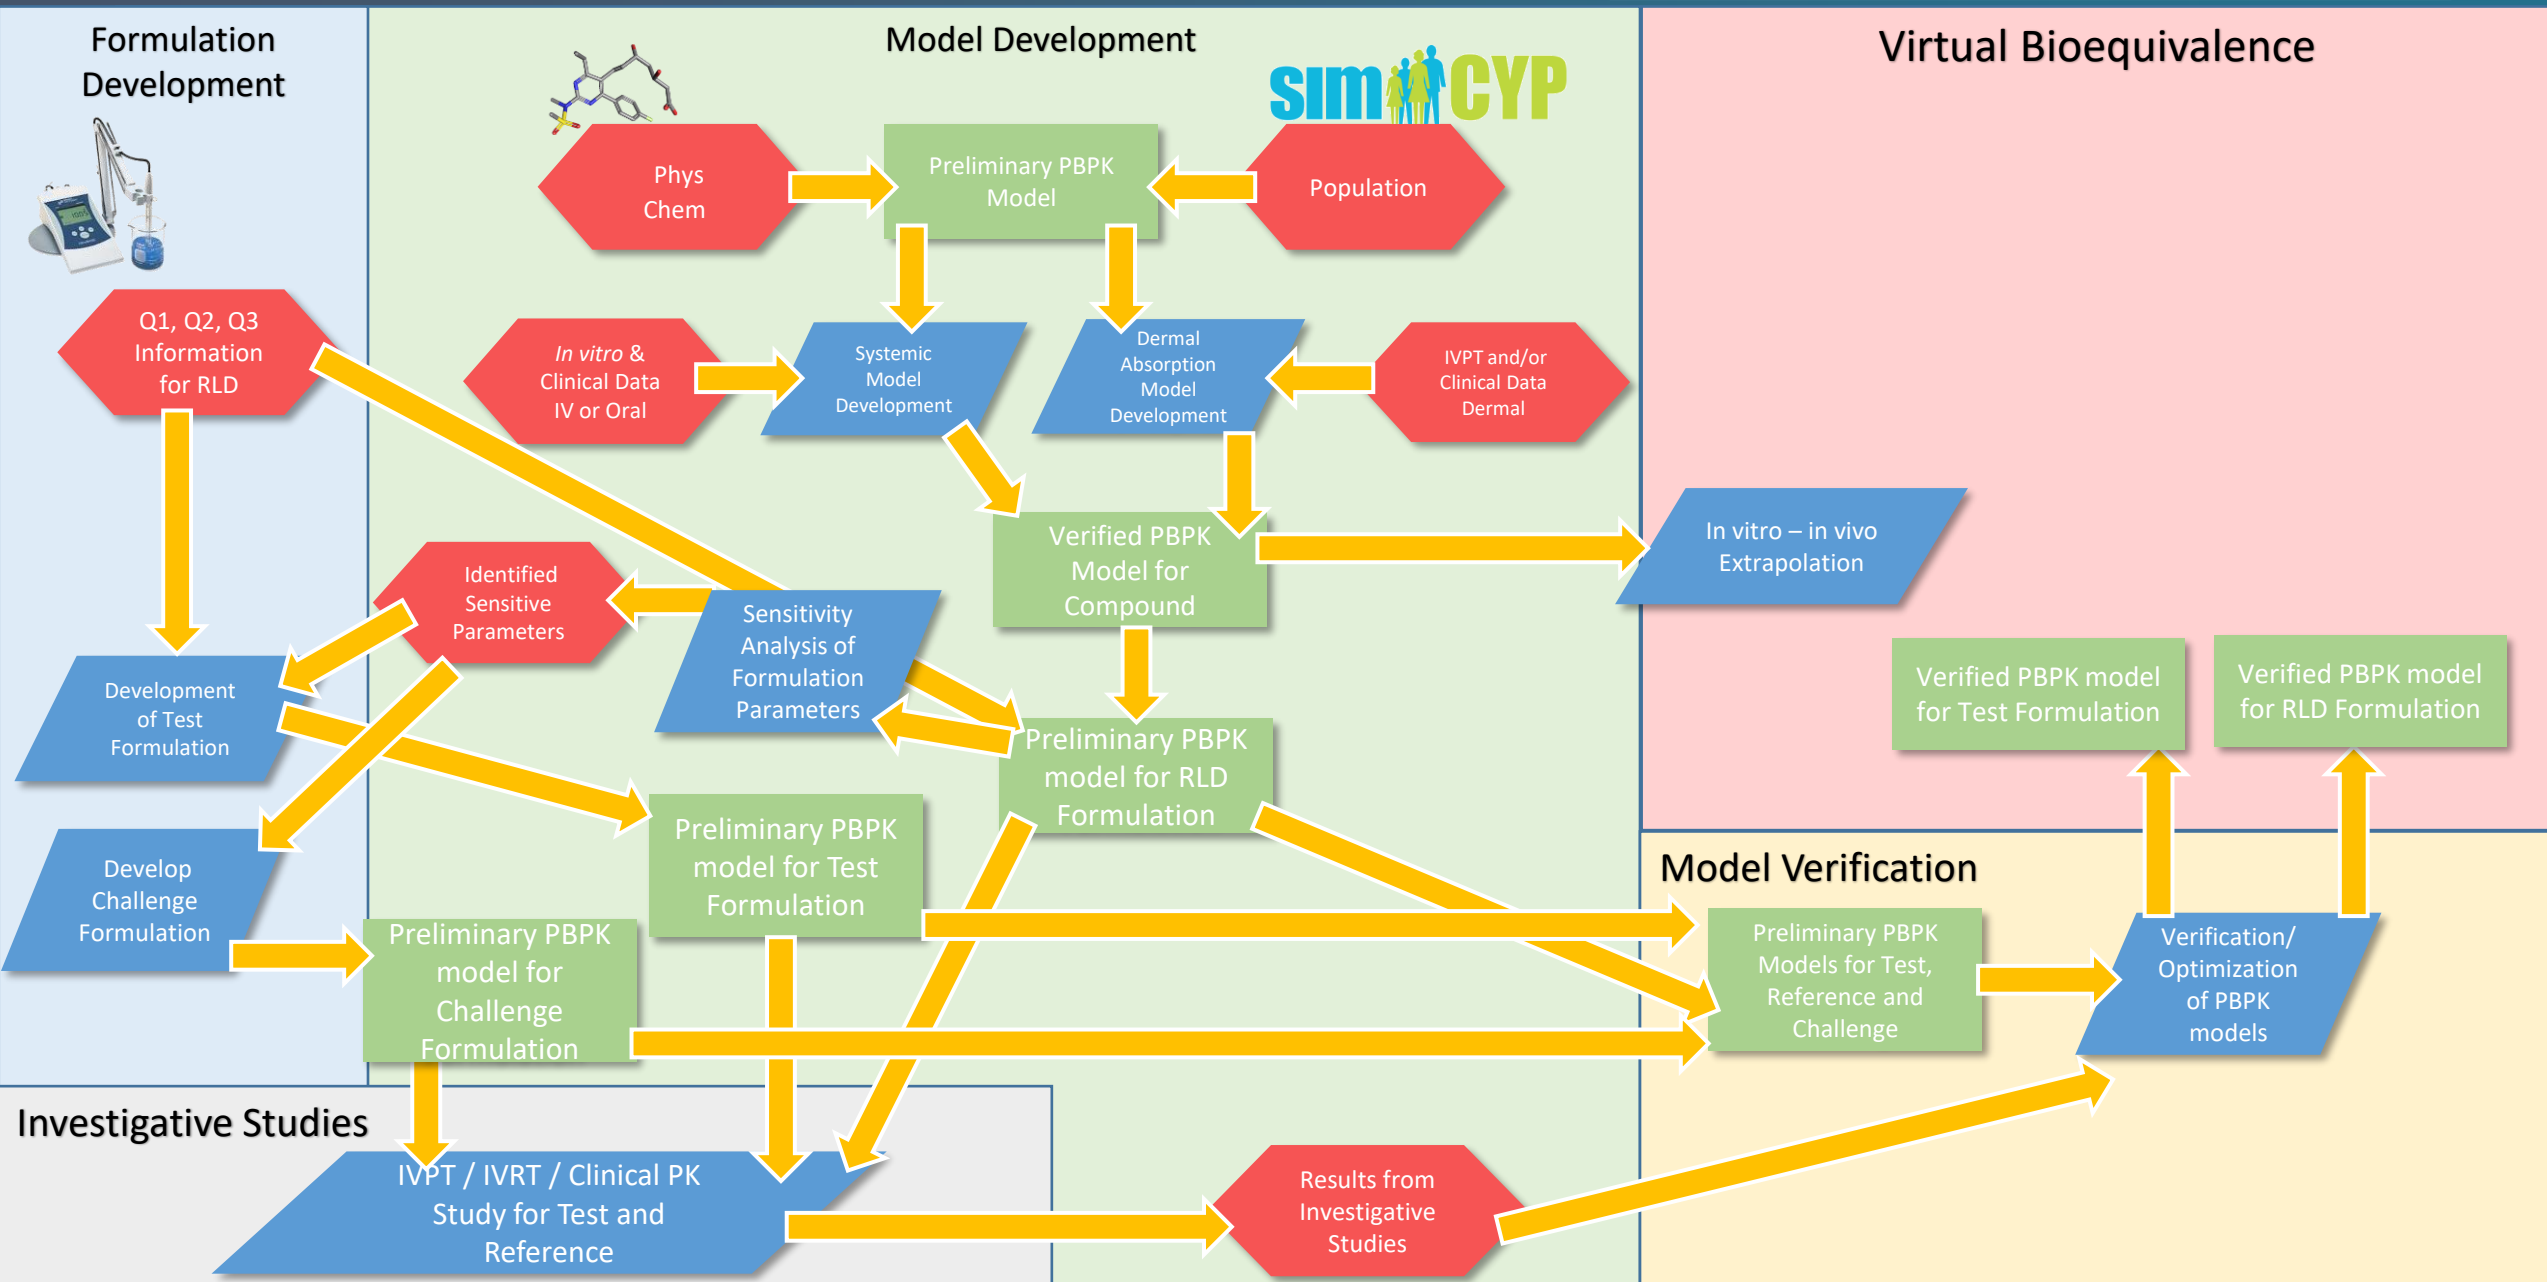 Formulation
Development
Model Development
simCYP
Virtual Bioequivalence
Phys
Chem
Preliminary PBPK
Model
Population
Q1, Q2, Q3
Information
for RLD
In vitro &
Clinical Data
IV or Oral
Systemic
Model
Development
Dermal
Absorption
Model
Development
IVPT and/or
Clinical Data
Dermal
Verified PBPK
Model for
Compound
In vitro – in vivo
Extrapolation
Identified
Sensitive
Parameters
Sensitivity
Analysis of
Formulation
Parameters
Development
of Test
Formulation
Preliminary PBPK
model for RLD
Formulation
Verified PBPK model
for Test Formulation
Verified PBPK model
for RLD Formulation
Preliminary PBPK
model for Test
Formulation
Develop
Challenge
Formulation
Preliminary PBPK
model for
Challenge
Formulation
Model Verification
Preliminary PBPK
Models for Test,
Reference and
Challenge
Verification/
Optimization
of PBPK
models
Investigative Studies
IVPT / IVRT / Clinical PK
Study for Test and
Reference
Results from
Investigative
Studies